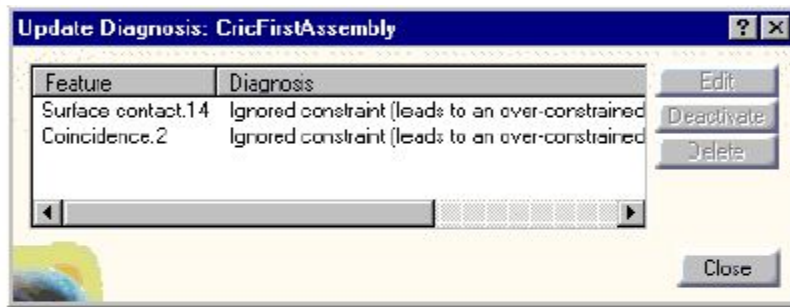 Update Diagnosis: CricFirstAssembly
Feature Diagnosis
Surface contact.14 Ignored constraint (leads to an over-constrained
Coincidence.2 Ignored constraint (leads to an over-constrained
Edit
Deactivate
Delete
Close